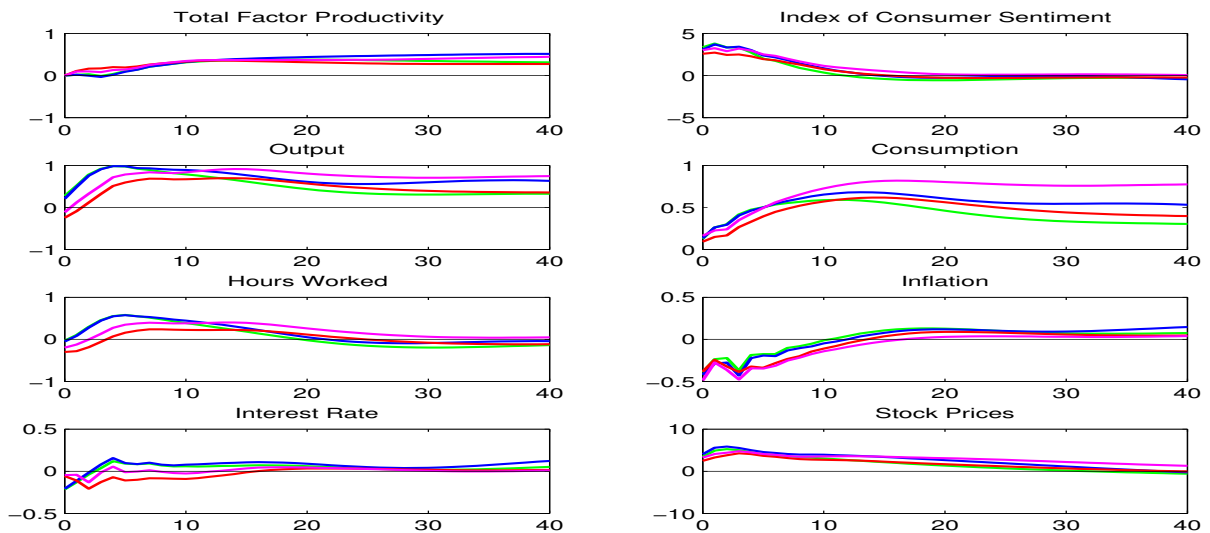 Total Factor Productivity
1
0
−1
0 10 20 30 40
Index of Consumer Sentiment
5
0
−5
0 10 20 30 40
Output
1
0
−1
0 10 20 30 40
Consumption
1
0.5
0
0 10 20 30 40
Hours Worked
1
0
−1
0 10 20 30 40
Inflation
0.5
0
−0.5
0 10 20 30 40
Interest Rate
0.5
0
−0.5
0 10 20 30 40
Stock Prices
10
0
−10
0 10 20 30 40